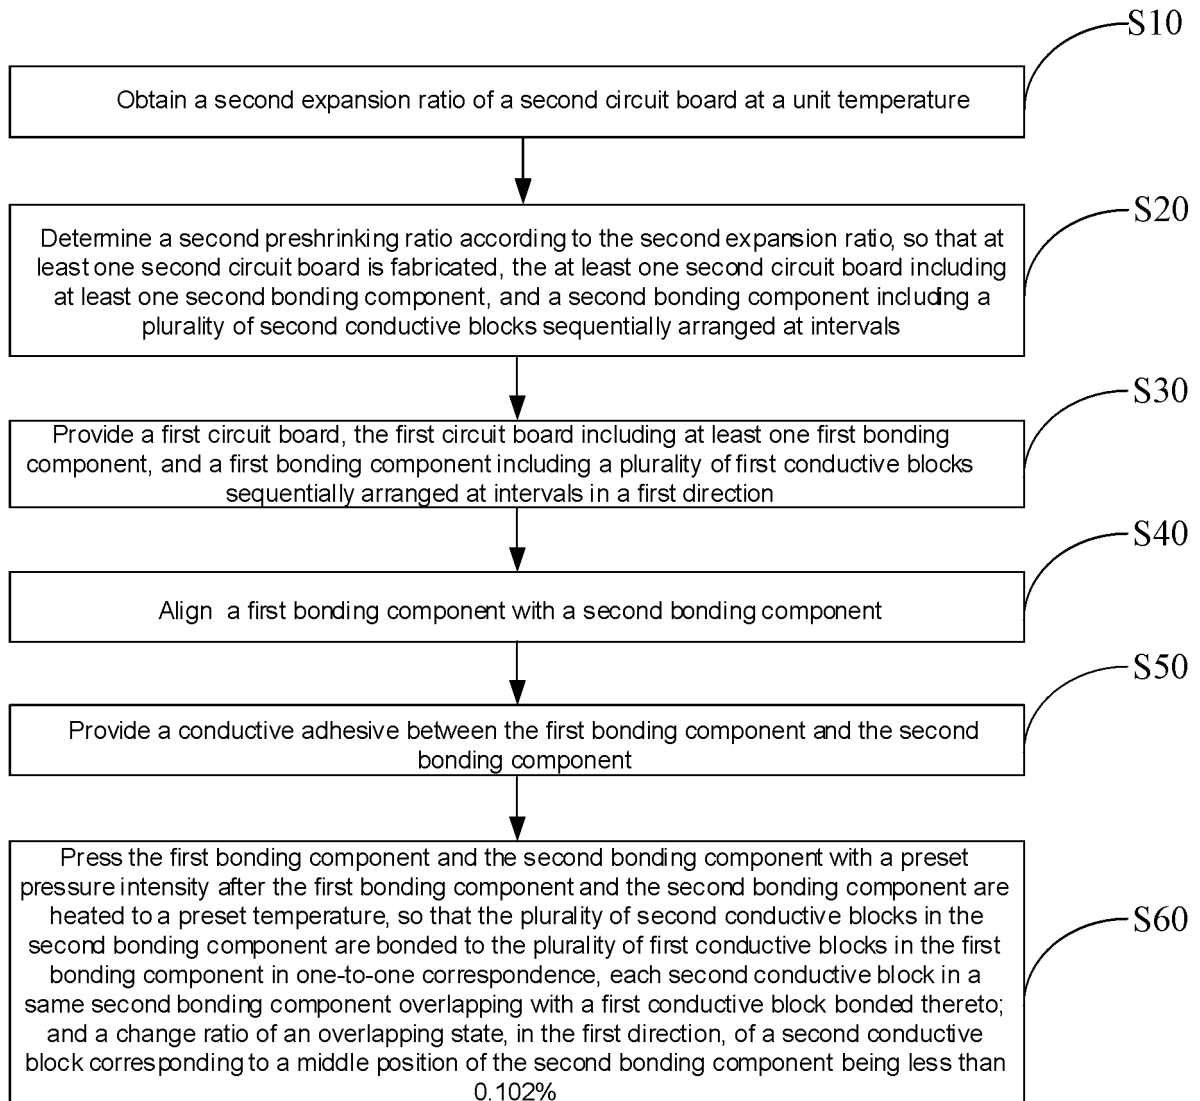 S10
Obtain a second expansion ratio of a second circuit board at a unit temperature
S20
Determine a second preshrinking ratio according to the second expansion ratio, so that at
least one second circuit board is fabricated, the at least one second circuit board including
at least one second bonding component, and a second bonding component including a
plurality of second conductive blocks sequentially arranged at intervals
S30
Provide a first circuit board, the first circuit board including at least one first bonding
component, and a first bonding component including a plurality of first conductive blocks
sequentially arranged at intervals in a first direction
S40
Align a first bonding component with a second bonding component
S50
Provide a conductive adhesive between the first bonding component and the second
bonding component
S60
Press the first bonding component and the second bonding component with a preset
pressure intensity after the first bonding component and the second bonding component are
heated to a preset temperature, so that the plurality of second conductive blocks in the
second bonding component are bonded to the plurality of first conductive blocks in the first
bonding component in one-to-one correspondence, each second conductive block in a
same second bonding component overlapping with a first conductive block bonded thereto;
and a change ratio of an overlapping state, in the first direction, of a second conductive
block corresponding to a middle position of the second bonding component being less than
0.102%